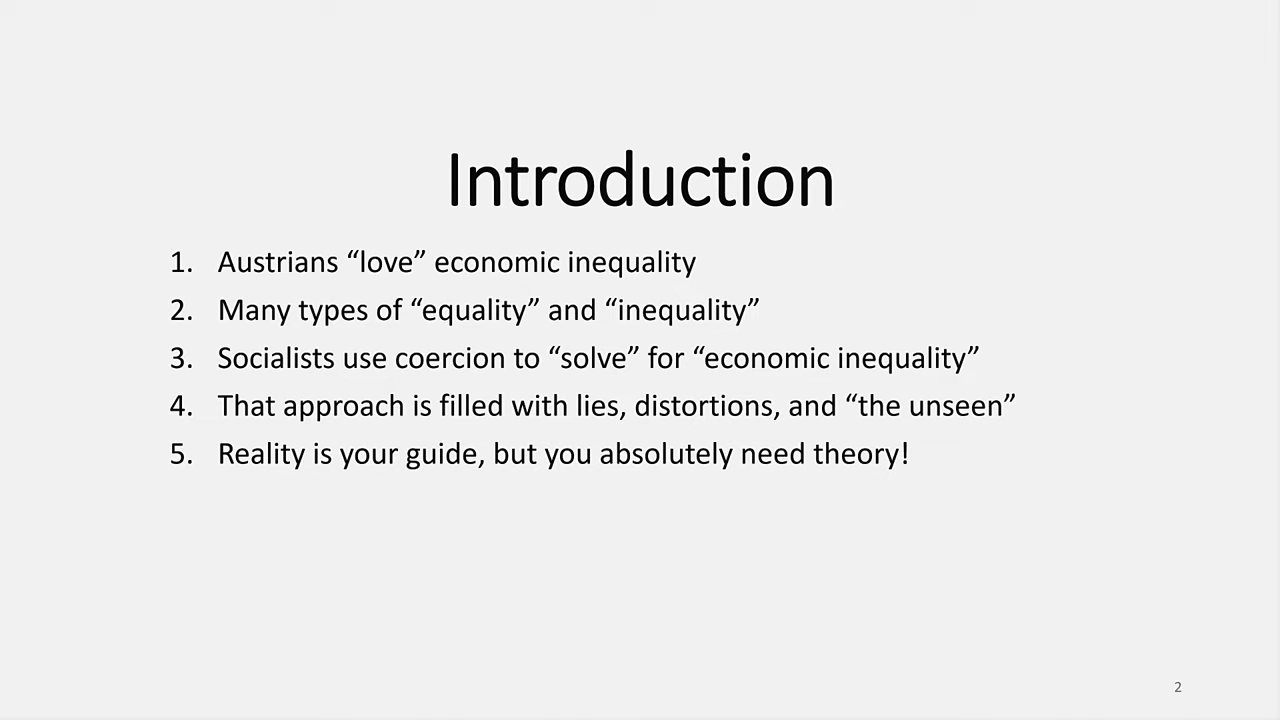 Introduction
1. Austrians “love” economic inequality
2. Many types of “equality” and “inequality”
3. Socialists use coercion to “solve” for “economic inequality”
4. That approach is filled with lies, distortions, and “the unseen”
5. Reality is your guide, but you absolutely need theory!
2